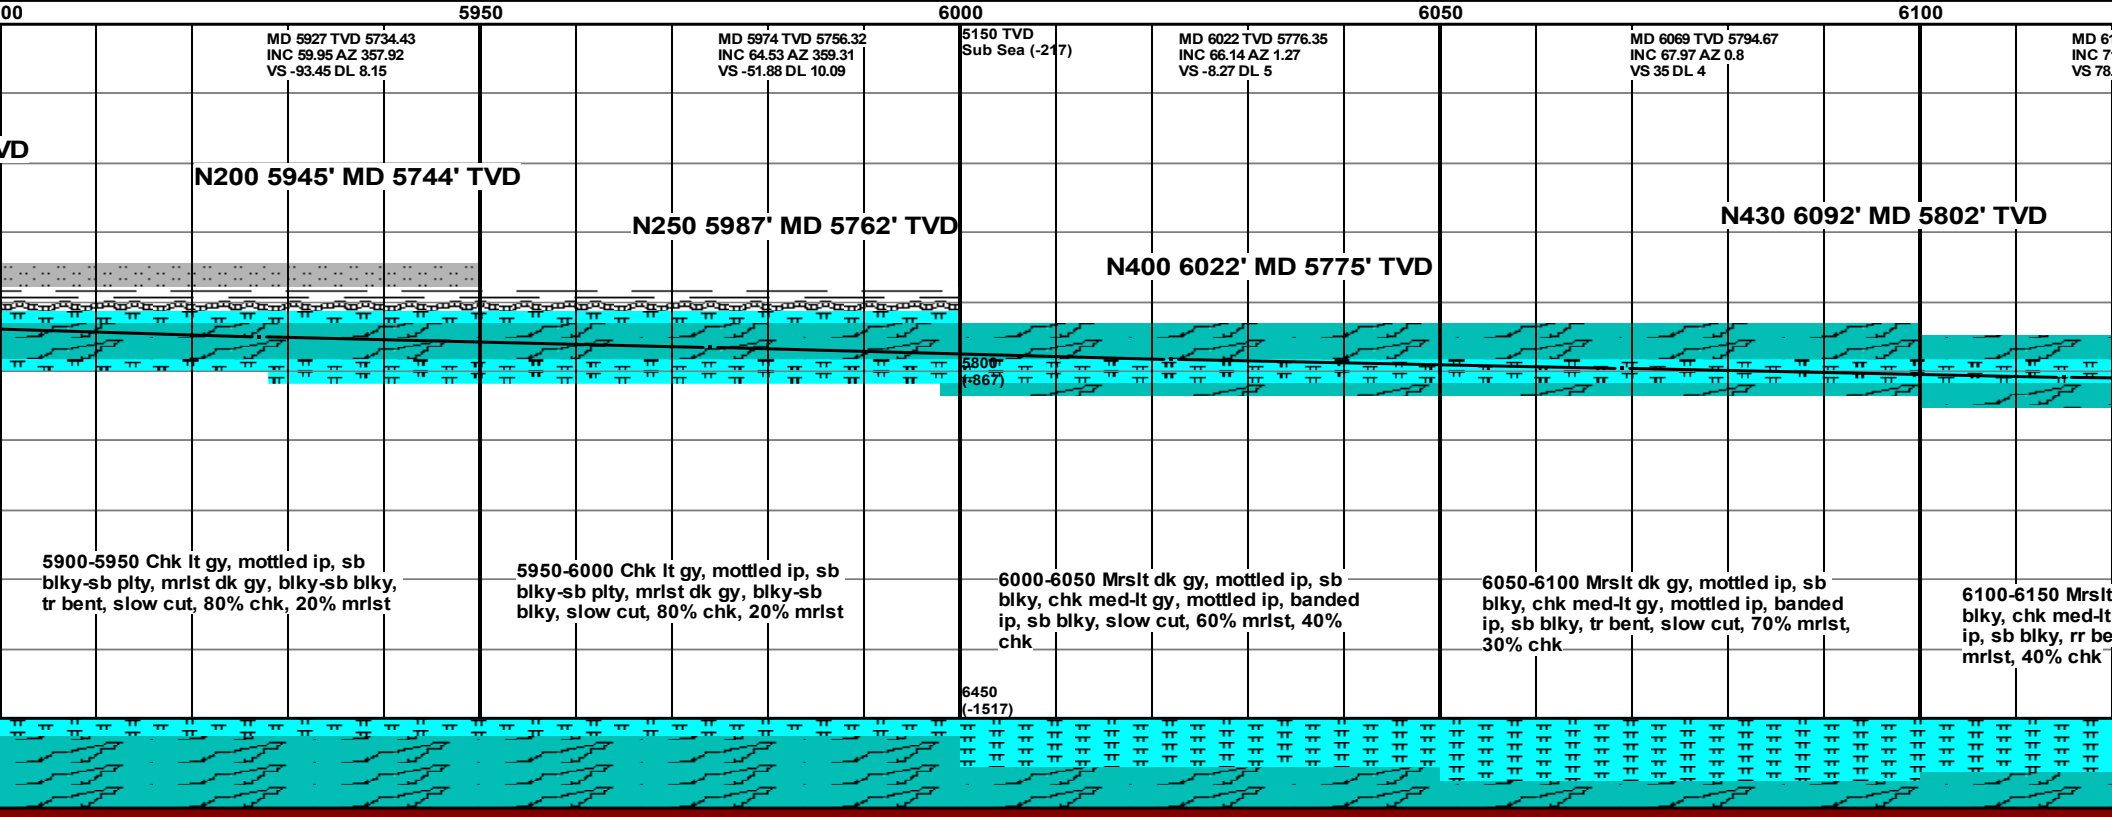 00 5950 6000 6050 6100
MD 5927 TVD 5734.43
INC 59.95 AZ 357.92
VS -93.45 DL 8.15
MD 5974 TVD 5756.32
INC 64.53 AZ 359.31
VS -51.88 DL 10.09
5150 TVD
Sub Sea (-217)
MD 6022 TVD 5776.35
INC 66.14 AZ 1.27
VS -8.27 DL 5
MD 6069 TVD 5794.67
INC 67.97 AZ 0.8
VS 35 DL 4
MD 61
INC 7
VS 78.
VD
N200 5945' MD 5744' TVD
N250 5987' MD 5762' TVD
N400 6022' MD 5775' TVD
N430 6092' MD 5802' TVD
5800
(-867)
5900-5950 Chk lt gy, mottled ip, sb
blky-sb plty, mrlst dk gy, blky-sb blky,
tr bent, slow cut, 80% chk, 20% mrlst
5950-6000 Chk lt gy, mottled ip, sb
blky-sb plty, mrlst dk gy, blky-sb
blky, slow cut, 80% chk, 20% mrlst
6000-6050 Mrslt dk gy, mottled ip, sb
blky, chk med-lt gy, mottled ip, banded
ip, sb blky, slow cut, 60% mrlst, 40%
chk
6050-6100 Mrslt dk gy, mottled ip, sb
blky, chk med-lt gy, mottled ip, banded
ip, sb blky, tr bent, slow cut, 70% mrlst,
30% chk
6100-6150 Mrslt
blky, chk med-lt
ip, sb blky, rr be
mrlst, 40% chk
6450
(-1517)